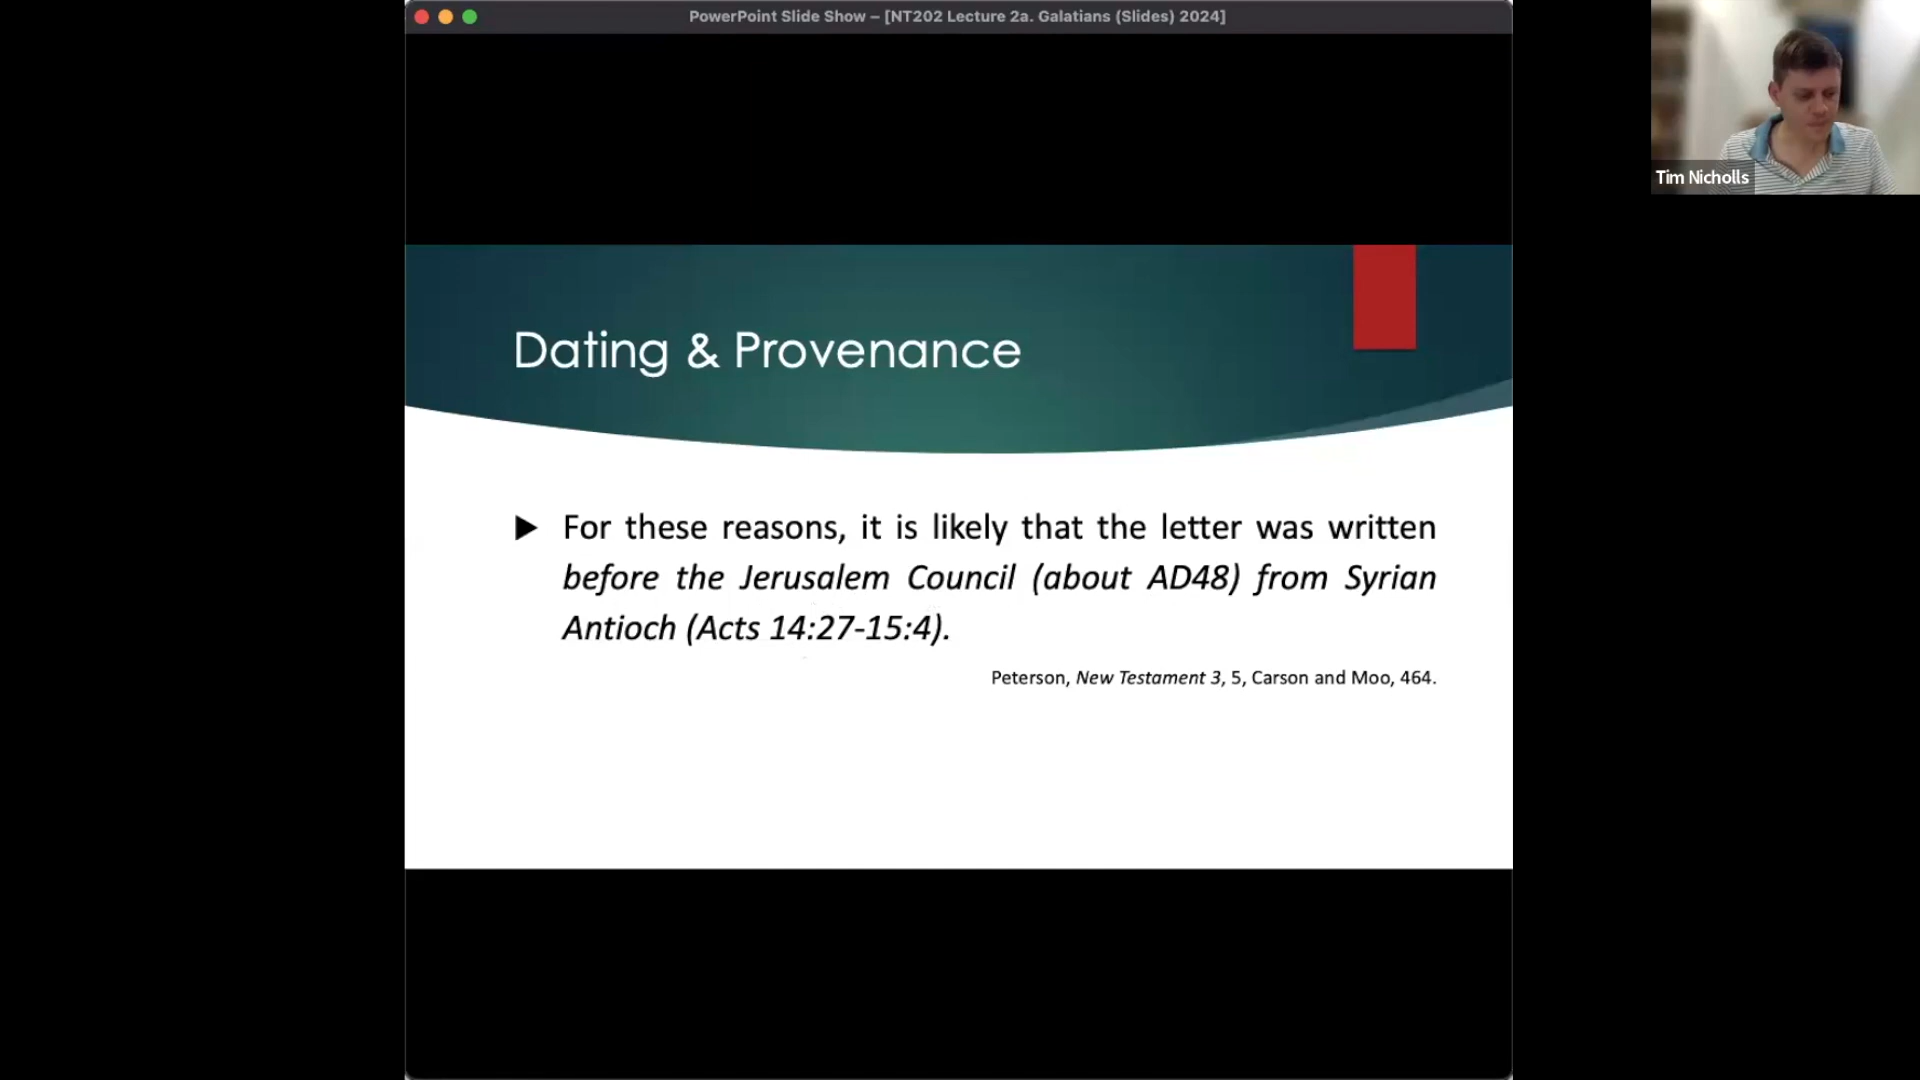 PowerPoint Slide Show – [NT202 Lecture 2a. Galatians (Slides) 2024]
Tim Nicholls
Dating & Provenance
For these reasons, it is likely that the letter was written
before the Jerusalem Council (about AD48) from Syrian
Antioch (Acts 14:27-15:4).
Peterson, New Testament 3, 5, Carson and Moo, 464.